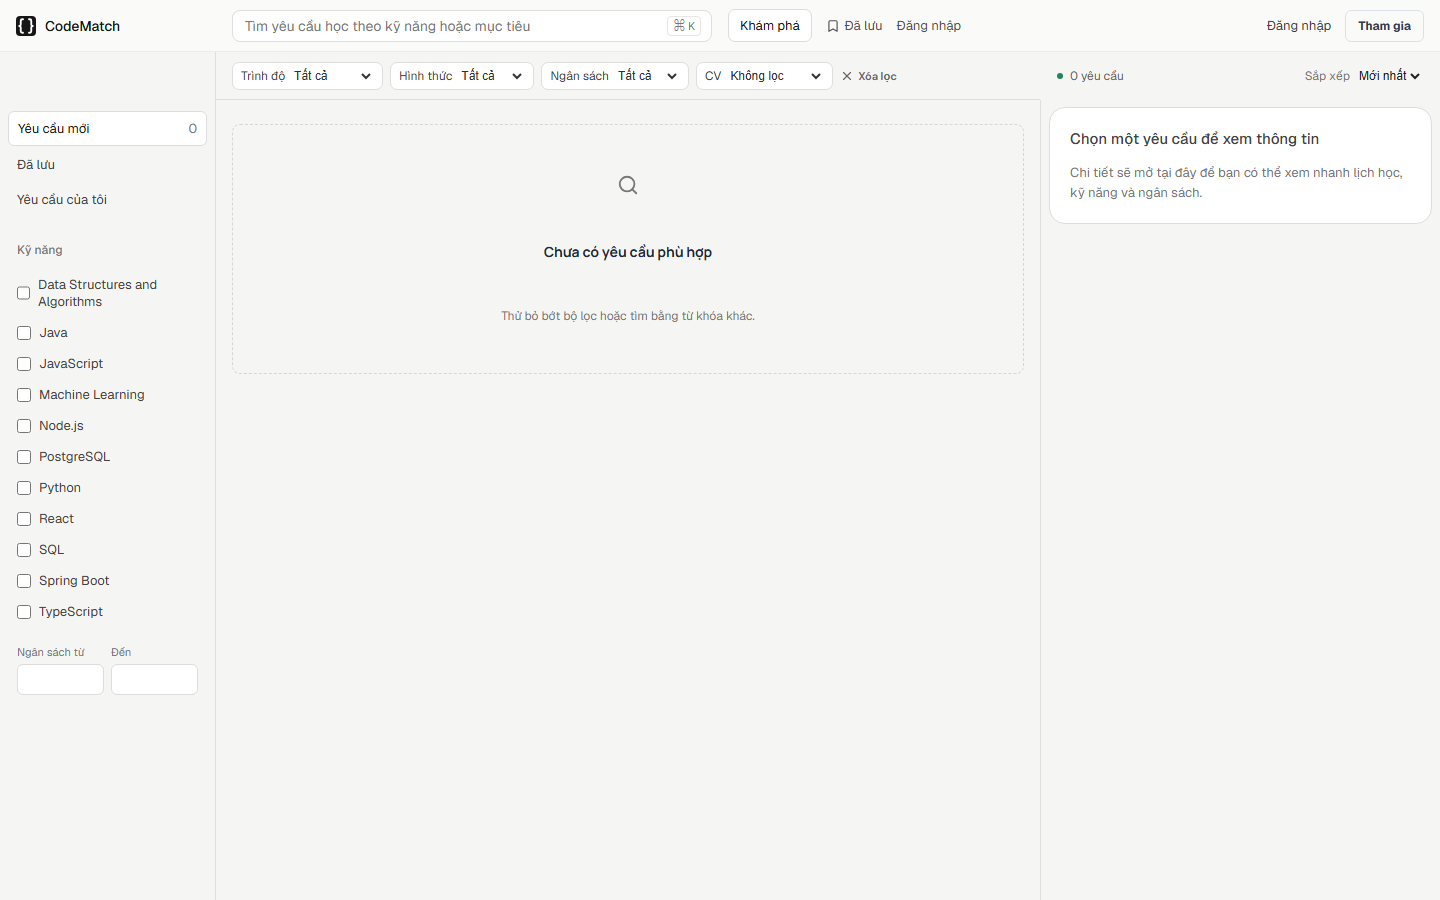 CodeMatch
Tìm yêu cầu học theo kỹ năng hoặc mục tiêu
⌘ K
Khám phá
Đã lưu
Đăng nhập
Đăng nhập
Tham gia
Trình độ Tất cả
Hình thức Tất cả
Ngân sách Tất cả
CV Không lọc
Xóa lọc
0 yêu cầu
Sắp xếp Mới nhất
Yêu cầu mới 0
Đã lưu
Yêu cầu của tôi
Kỹ năng
Data Structures and
Algorithms
Java
JavaScript
Machine Learning
Node.js
PostgreSQL
Python
React
SQL
Spring Boot
TypeScript
Ngân sách từ
Đến
Chưa có yêu cầu phù hợp
Thử bỏ bớt bộ lọc hoặc tìm bằng từ khóa khác.
Chọn một yêu cầu để xem thông tin
Chi tiết sẽ mở tại đây để bạn có thể xem nhanh lịch học,
kỹ năng và ngân sách.